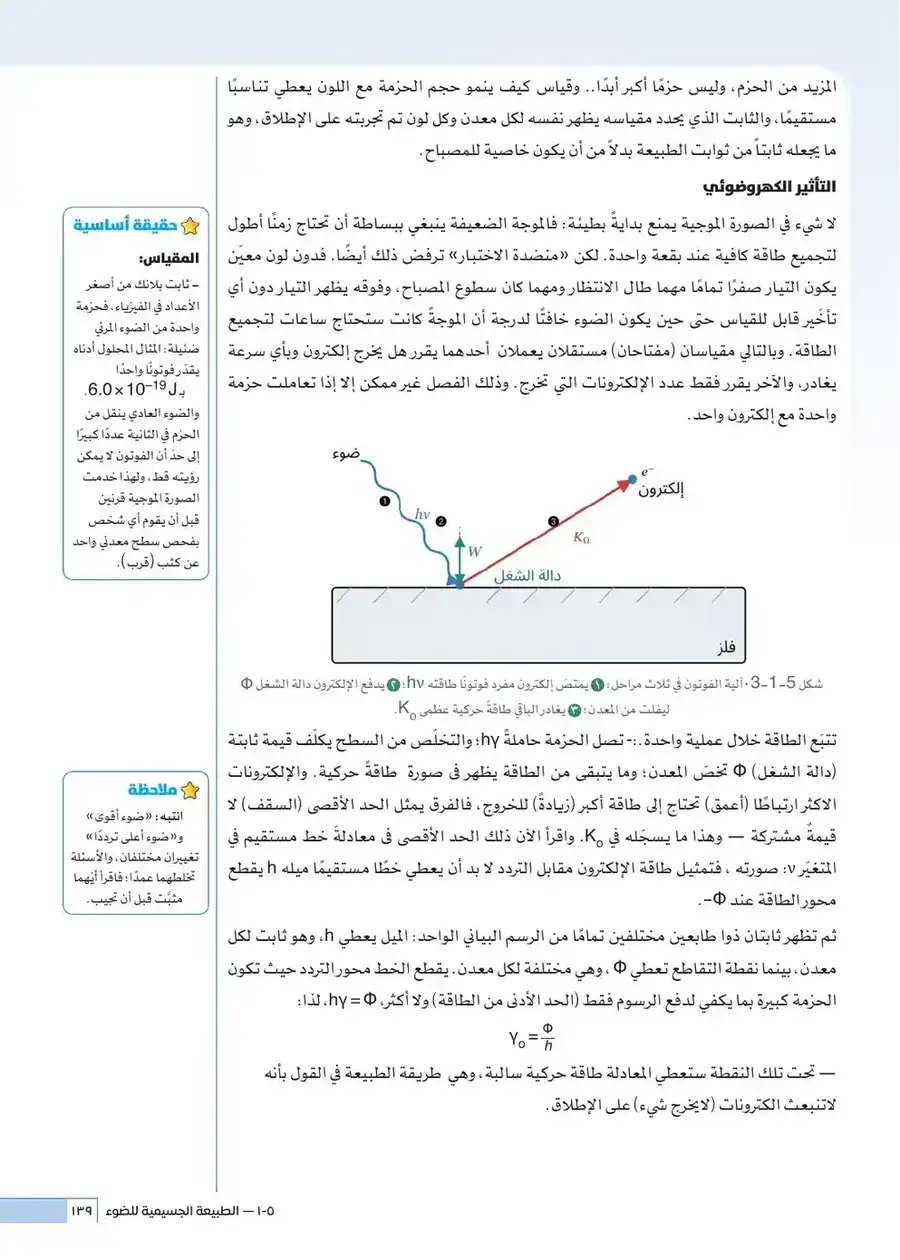 المزيد من الحزم، وليس حزمًا أكبر أبدًا.. وقياس كيف ينمو حجم الحزمة مع اللون يعطي تناسبًا
مستقيمًا، والثابت الذي يحدد مقياسه يظهر نفسه لكل معدن وكل لون تم تجربته على الإطلاق، وهو
ما يجعله ثابتاً من ثوابت الطبيعة بدلاً من أن يكون خاصية للمصباح.
التأثير الكهروضوئي
لا شيء في الصورة الموجية يمنع بدايةً بطيئة: فالموجة الضعيفة ينبغي ببساطة أن تحتاج زمنًا أطول
لتجميع طاقة كافية عند بقعة واحدة. لكن «منضدة الاختبار» ترفض ذلك أيضًا. فدون لون معيّن
يكون التيار صفرًا تمامًا مهما طال الانتظار ومهما كان سطوع المصباح، وفوقه يظهر التيار دون أي
تأخير قابل للقياس حتى حين يكون الضوء خافتًا لدرجة أن الموجةً كانت ستحتاج ساعات لتجميع
الطاقة. وبالتالي مقياسان (مفتاحان) مستقلان يعملان أحدهما يقرر هل يخرج إلكترون وبأي سرعة
يغادر، والآخر يقرر فقط عدد الإلكترونات التي تخرج. وذلك الفصل غير ممكن إلا إذا تعاملت حزمة
واحدة مع إلكترون واحد.
ضوء
❶
hν
❷
W
دالة الشغل
❸
K₀
e⁻
إلكترون
فلز
شكل 5-1-3. آلية الفوتون في ثلاث مراحل: ❶ يمتصّ إلكترون مفرد فوتونًا طاقته hν؛ ❷ يدفع الإلكترون دالة الشغل Φ
ليفلت من المعدن؛ ❸ يغادر الباقي طاقةً حركية عظمى Kₒ.
تتبّع الطاقة خلال عملية واحدة.:- تصل الحزمة حاملةً hγ؛ والتخلّص من السطح يكلّف قيمة ثابتة
(دالة الشغل) Φ تخصّ المعدن؛ وما يتبقى من الطاقة يظهر فى صورة طاقةً حركية. والإلكترونات
الاكثر ارتباطًا (أعمق) تحتاج إلى طاقة أكبر (زيادةً) للخروج، فالفرق يمثل الحد الأقصى (السقف) لا
قيمةٌ مشتركة — وهذا ما يسجّله في Kₒ. واقرأ الآن ذلك الحد الأقصى فى معادلةَ خط مستقيم في
المتغيّر ν: صورته ، فتمثيل طاقة الإلكترون مقابل التردد لا بد أن يعطي خطًا مستقيمًا ميله h يقطع
محور الطاقة عند Φ−.
ثم تظهر ثابتان ذوا طابعين مختلفين تمامًا من الرسم البياني الواحد: الميل يعطي h، وهو ثابت لكل
معدن، بينما نقطة التقاطع تعطي Φ ، وهي مختلفة لكل معدن. يقطع الخط محور التردد حيث تكون
الحزمة كبيرة بما يكفي لدفع الرسوم فقط (الحد الأدنى من الطاقة) ولا أكثر، hγ = Φ، لذا:
γₒ = Φ/h
— تحت تلك النقطة ستعطي المعادلة طاقة حركية سالبة، وهي طريقة الطبيعة في القول بأنه
لاتنبعث الكترونات (لايخرج شيء) على الإطلاق.
حقيقة أساسية
المقياس:
– ثابت بلانك من أصغر
الأعداد في الفيزياء، فحزمة
واحدة من الضوء المرئي
ضئيلة: المثال المحلول أدناه
يقدّر فوتونًا واحدًا
بـ 6.0 × 10⁻¹⁹ J.
والضوء العادي ينقل من
الحزم في الثانية عددًا كبيرًا
إلى حدّ أن الفوتون لا يمكن
رؤيته قط، ولهذا خدمت
الصورة الموجية قرنين
قبل أن يقوم أي شخص
بفحص سطح معدني واحد
عن كثب (قرب).
ملاحظة
انتبه: «ضوء أقوى»
و«ضوء أعلى ترددًا»
تغييران مختلفان، والأسئلة
تخلطهما عمدًا؛ فاقرأ أيّهما
مثبَّت قبل أن تجيب.
٥-١ — الطبيعة الجسيمية للضوء
١٣٩